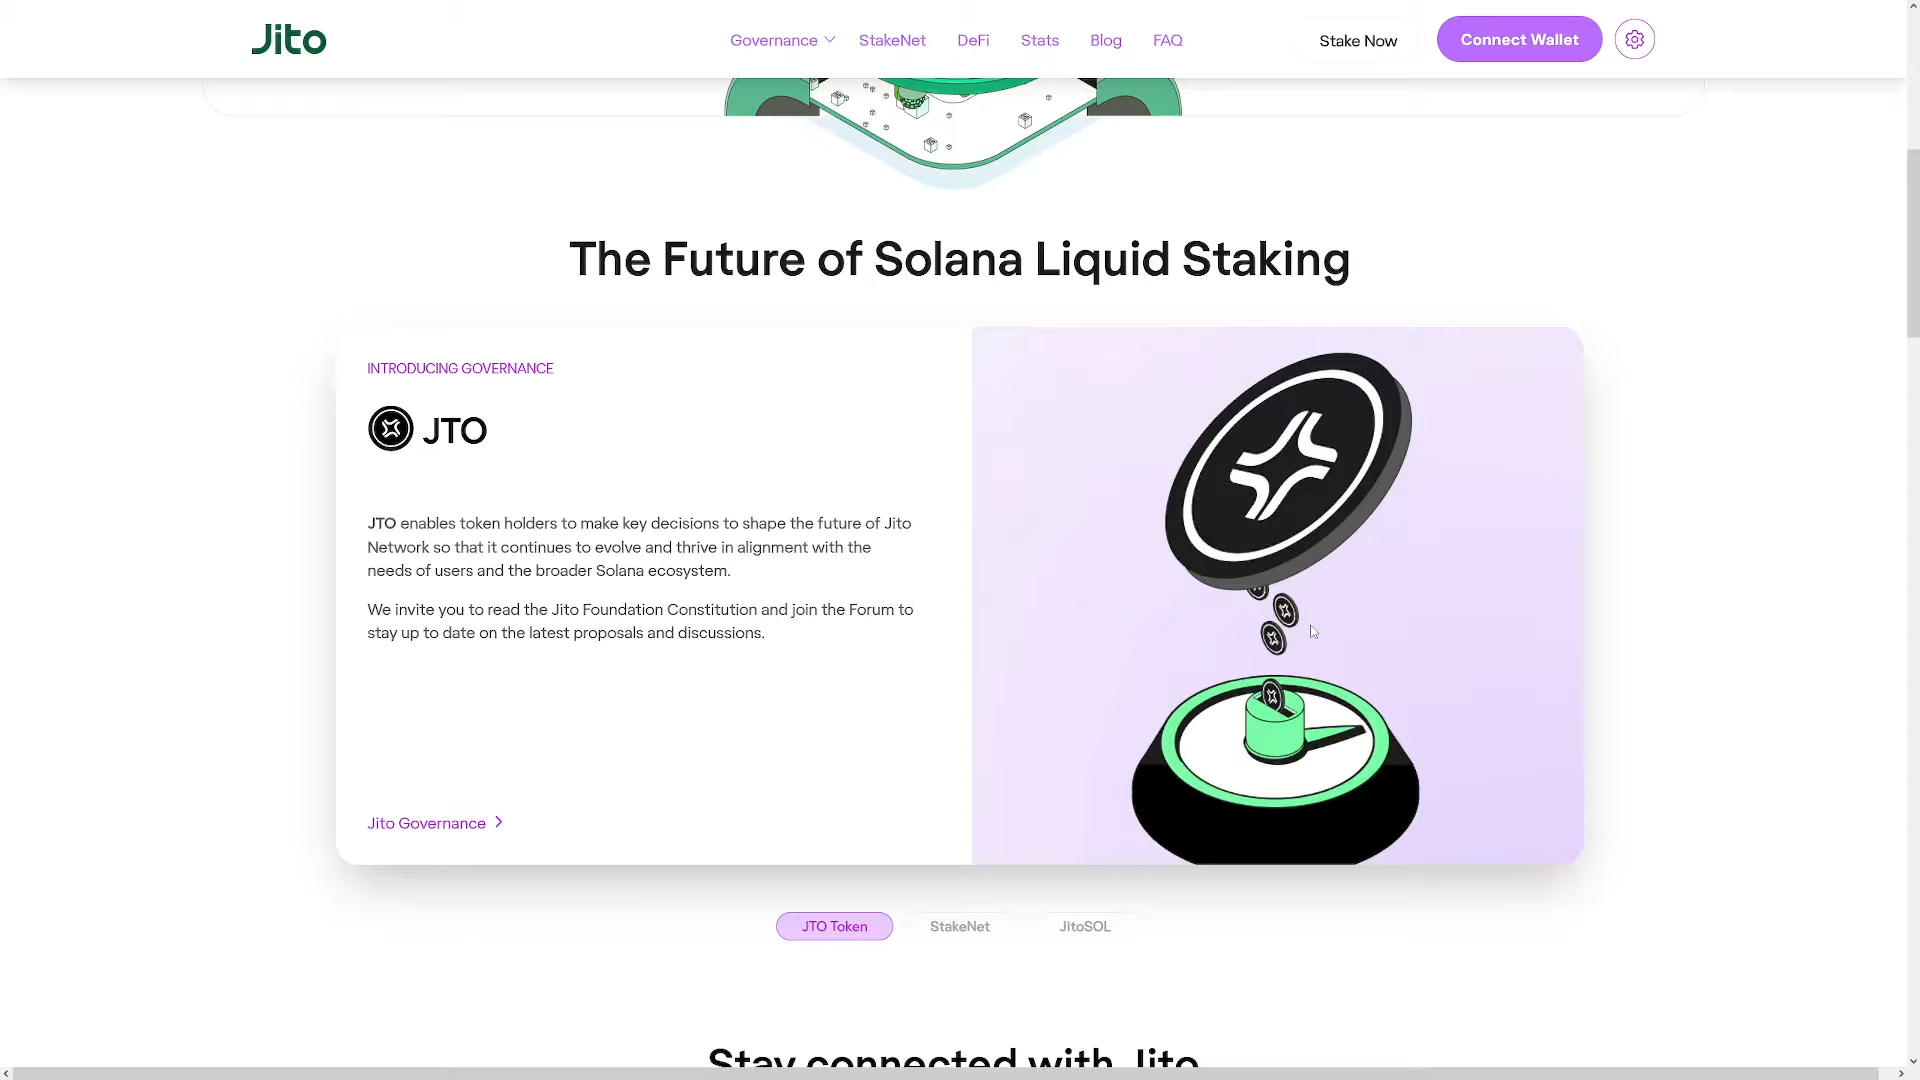 Jito
Governance StakeNet DeFi Stats Blog FAQ Stake Now Connect Wallet
The Future of Solana Liquid Staking
INTRODUCING GOVERNANCE
JTO
JTO enables token holders to make key decisions to shape the future of Jito
Network so that it continues to evolve and thrive in alignment with the
needs of users and the broader Solana ecosystem.
We invite you to read the Jito Foundation Constitution and join the Forum to
stay up to date on the latest proposals and discussions.
Jito Governance
JTO Token StakeNet JitoSOL
Stay connected with Jito